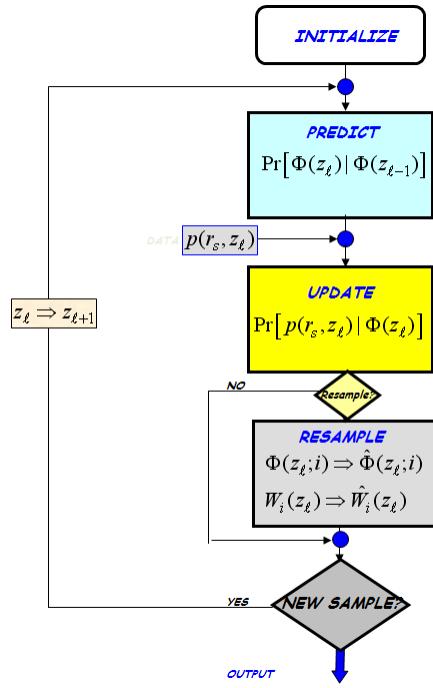 INITIALIZE
PREDICT
Pr[Φ(z_ℓ) | Φ(z_{ℓ−1})]
DATA p(r_s, z_ℓ)
UPDATE
z_ℓ ⇒ z_{ℓ+1}
Pr[p(r_s, z_ℓ) | Φ(z_ℓ)]
NO
Resample?
RESAMPLE
Φ(z_ℓ;i) ⇒ Φ̂(z_ℓ;i)
W_i(z_ℓ) ⇒ Ŵ_i(z_ℓ)
YES
NEW SAMPLE?
OUTPUT